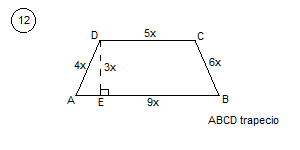 12
5x
D C
4x 3x 6x
A E 9x B
ABCD trapecio